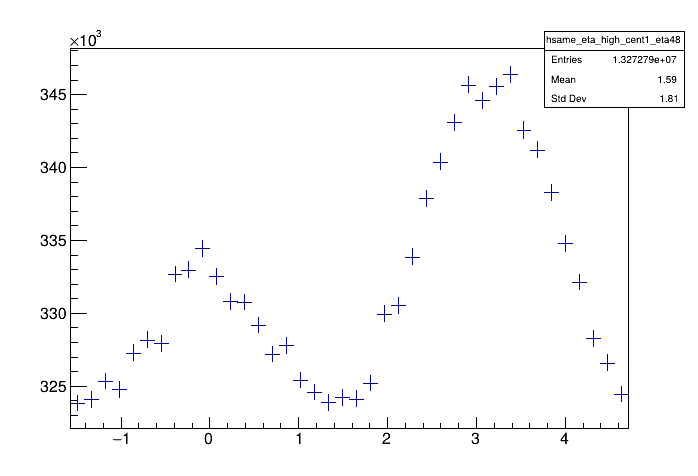 ×10³
hsame_eta_high_cent1_eta48
Entries 1.327279e+07
Mean 1.59
Std Dev 1.81
345
340
335
330
325
−1 0 1 2 3 4